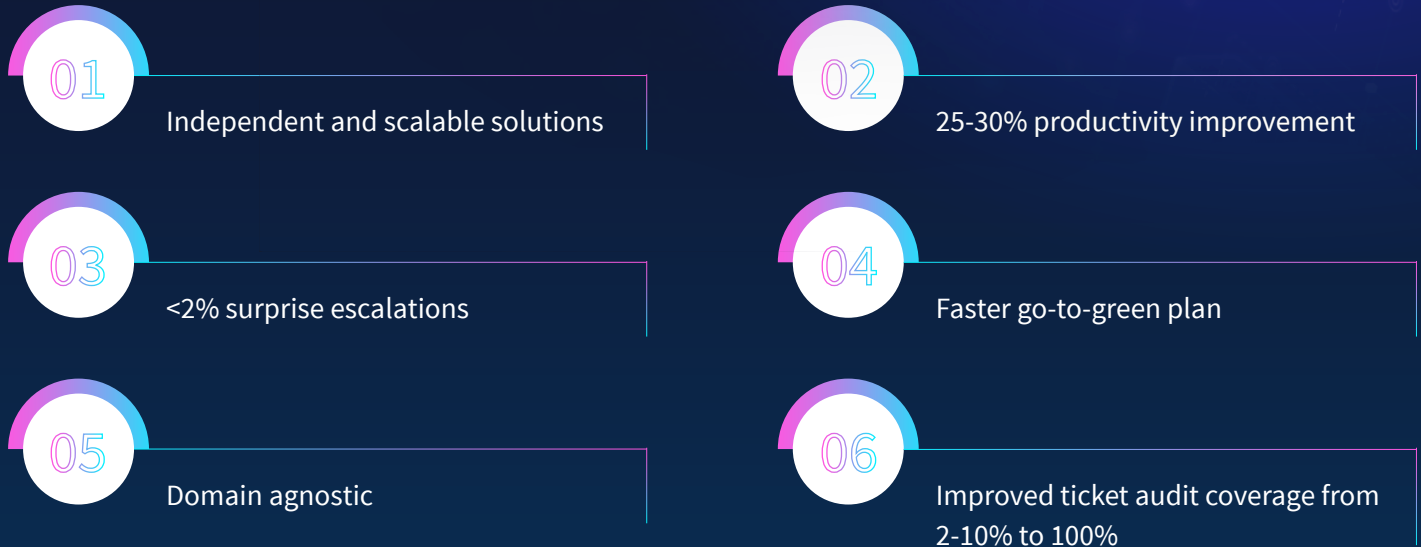 01
Independent and scalable solutions
02
25-30% productivity improvement
03
<2% surprise escalations
04
Faster go-to-green plan
05
Domain agnostic
06
Improved ticket audit coverage from
2-10% to 100%